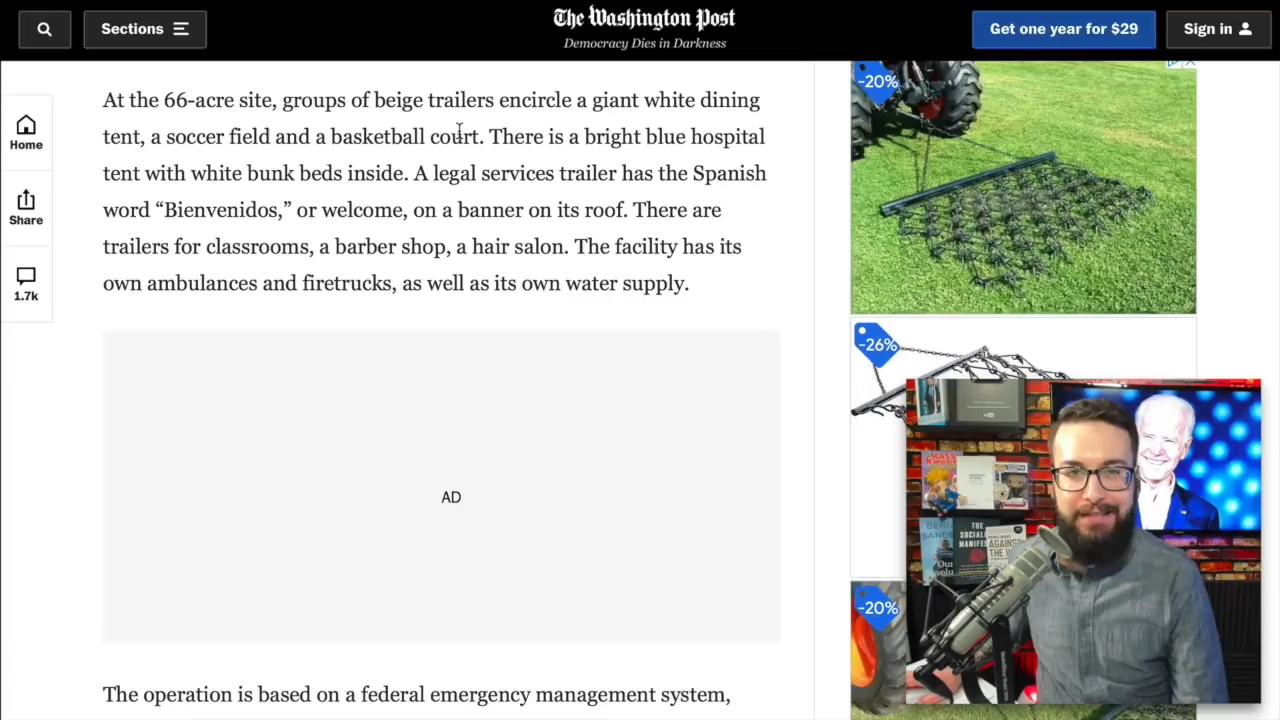 The Washington Post
Democracy Dies in Darkness
Sections
Get one year for $29
Sign in
Home
Share
1.7k
At the 66-acre site, groups of beige trailers encircle a giant white dining
tent, a soccer field and a basketball court. There is a bright blue hospital
tent with white bunk beds inside. A legal services trailer has the Spanish
word “Bienvenidos,” or welcome, on a banner on its roof. There are
trailers for classrooms, a barber shop, a hair salon. The facility has its
own ambulances and firetrucks, as well as its own water supply.
AD
The operation is based on a federal emergency management system,
-20%
-26%
-20%
BERN
SAND
Our
THE
AGAINST